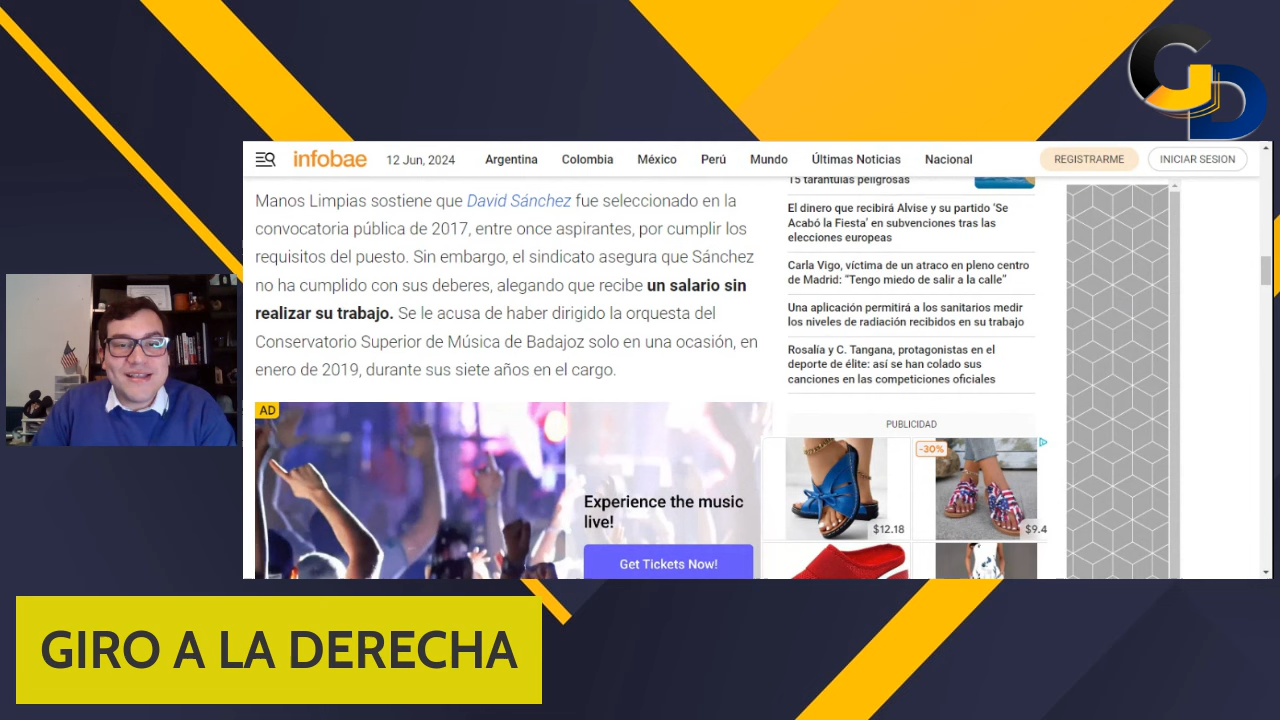 GD
infobae
12 Jun, 2024
Argentina
Colombia
México
Perú
Mundo
Últimas Noticias
Nacional
REGISTRARME
INICIAR SESION
Manos Limpias sostiene que David Sánchez fue seleccionado en la
convocatoria pública de 2017, entre once aspirantes, por cumplir los
requisitos del puesto. Sin embargo, el sindicato asegura que Sánchez
no ha cumplido con sus deberes, alegando que recibe un salario sin
realizar su trabajo. Se le acusa de haber dirigido la orquesta del
Conservatorio Superior de Música de Badajoz solo en una ocasión, en
enero de 2019, durante sus siete años en el cargo.
AD
Experience the music
live!
Get Tickets Now!
15 tarántulas peligrosas
El dinero que recibirá Alvise y su partido 'Se
Acabó la Fiesta' en subvenciones tras las
elecciones europeas
Carla Vigo, víctima de un atraco en pleno centro
de Madrid: “Tengo miedo de salir a la calle”
Una aplicación permitirá a los sanitarios medir
los niveles de radiación recibidos en su trabajo
Rosalía y C. Tangana, protagonistas en el
deporte de élite: así se han colado sus
canciones en las competiciones oficiales
PUBLICIDAD
-30%
$12.18
$9.4
GIRO A LA DERECHA